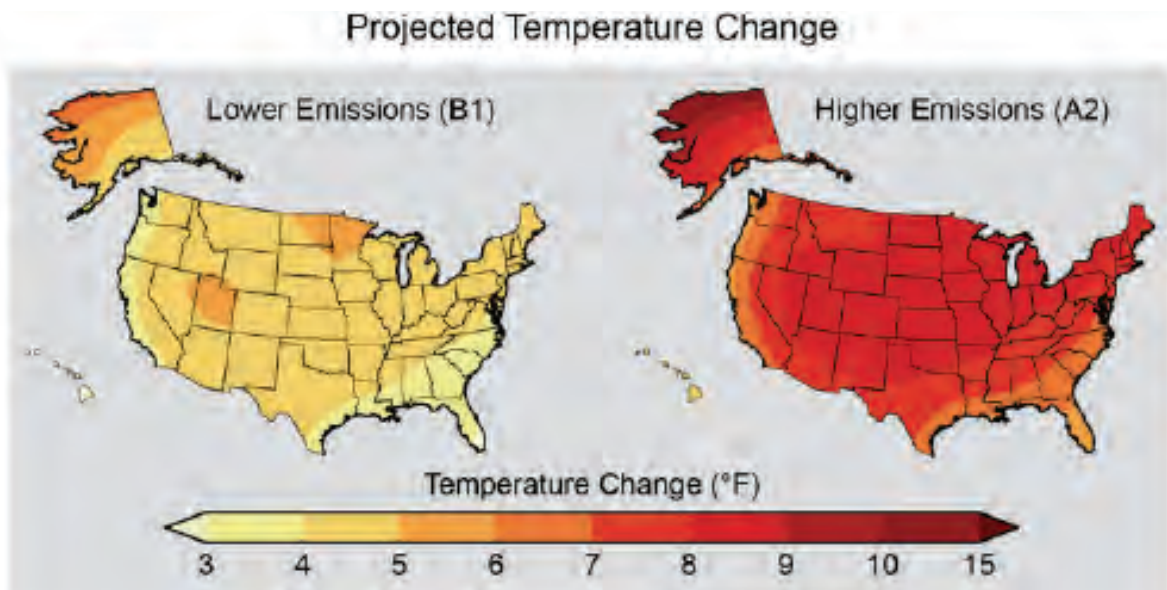 Projected Temperature Change
Lower Emissions (B1)
Higher Emissions (A2)
Temperature Change (°F)
3 4 5 6 7 8 9 10 15